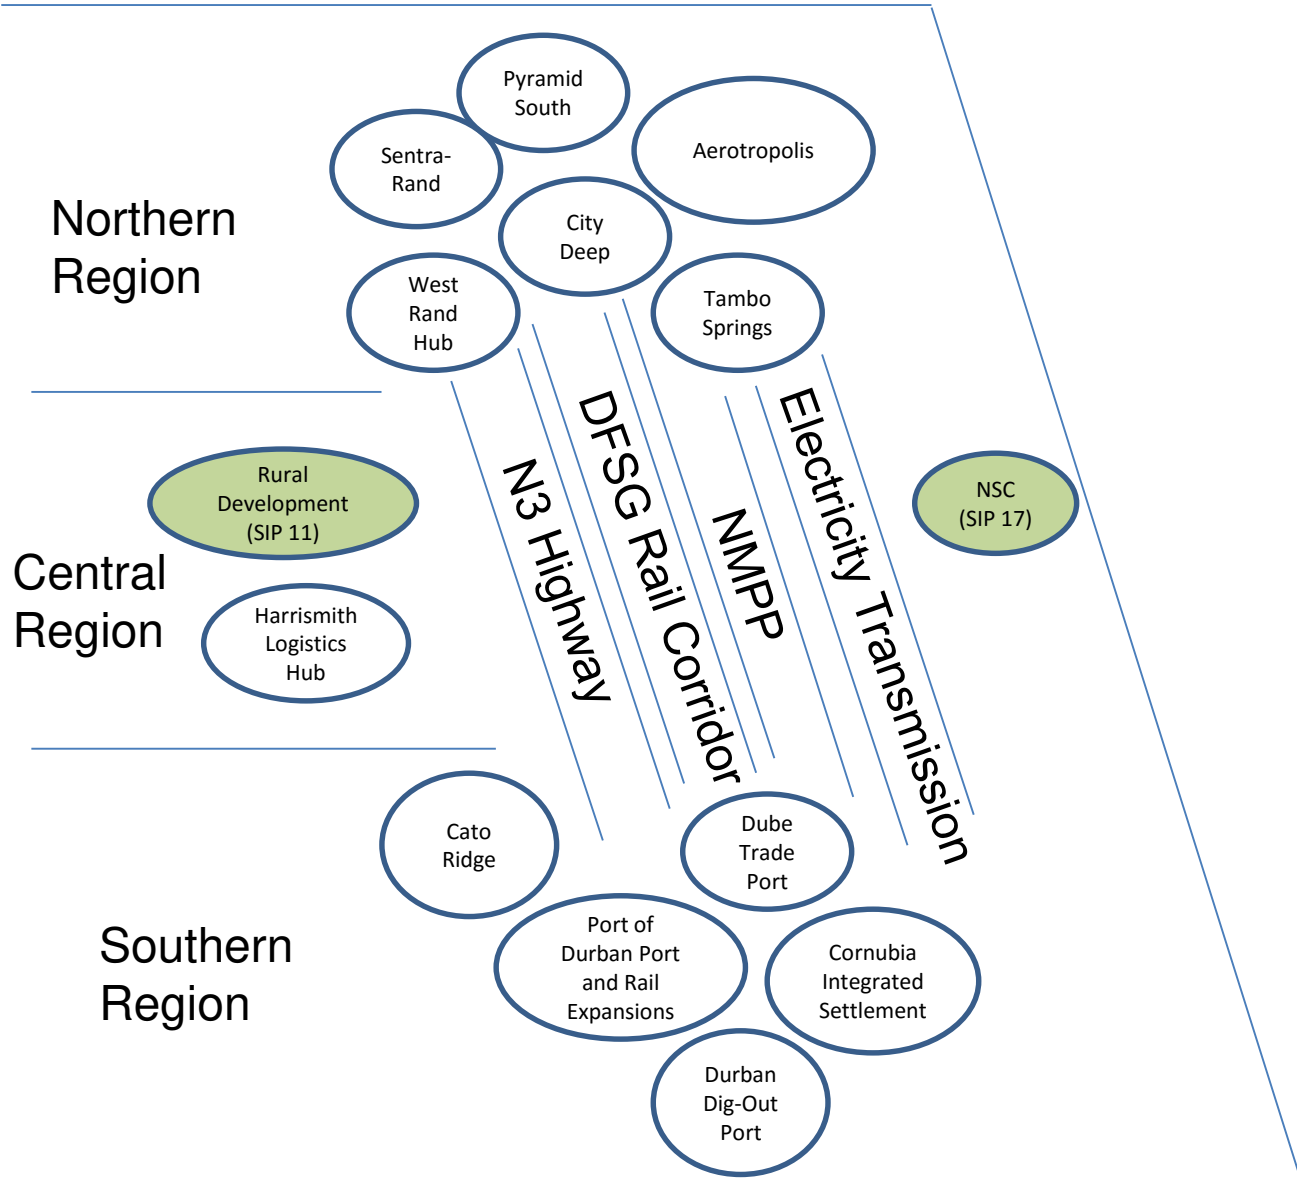 Pyramid
South
Aerotropolis
Sentra-
Rand
Northern
Region
City
Deep
West
Rand
Hub
Tambo
Springs
N3 Highway
DFSG Rail Corridor
NMPP
Electricity Transmission
Rural
Development
(SIP 11)
NSC
(SIP 17)
Central
Region
Harrismith
Logistics
Hub
Cato
Ridge
Dube
Trade
Port
Southern
Region
Port of
Durban Port
and Rail
Expansions
Cornubia
Integrated
Settlement
Durban
Dig-Out
Port